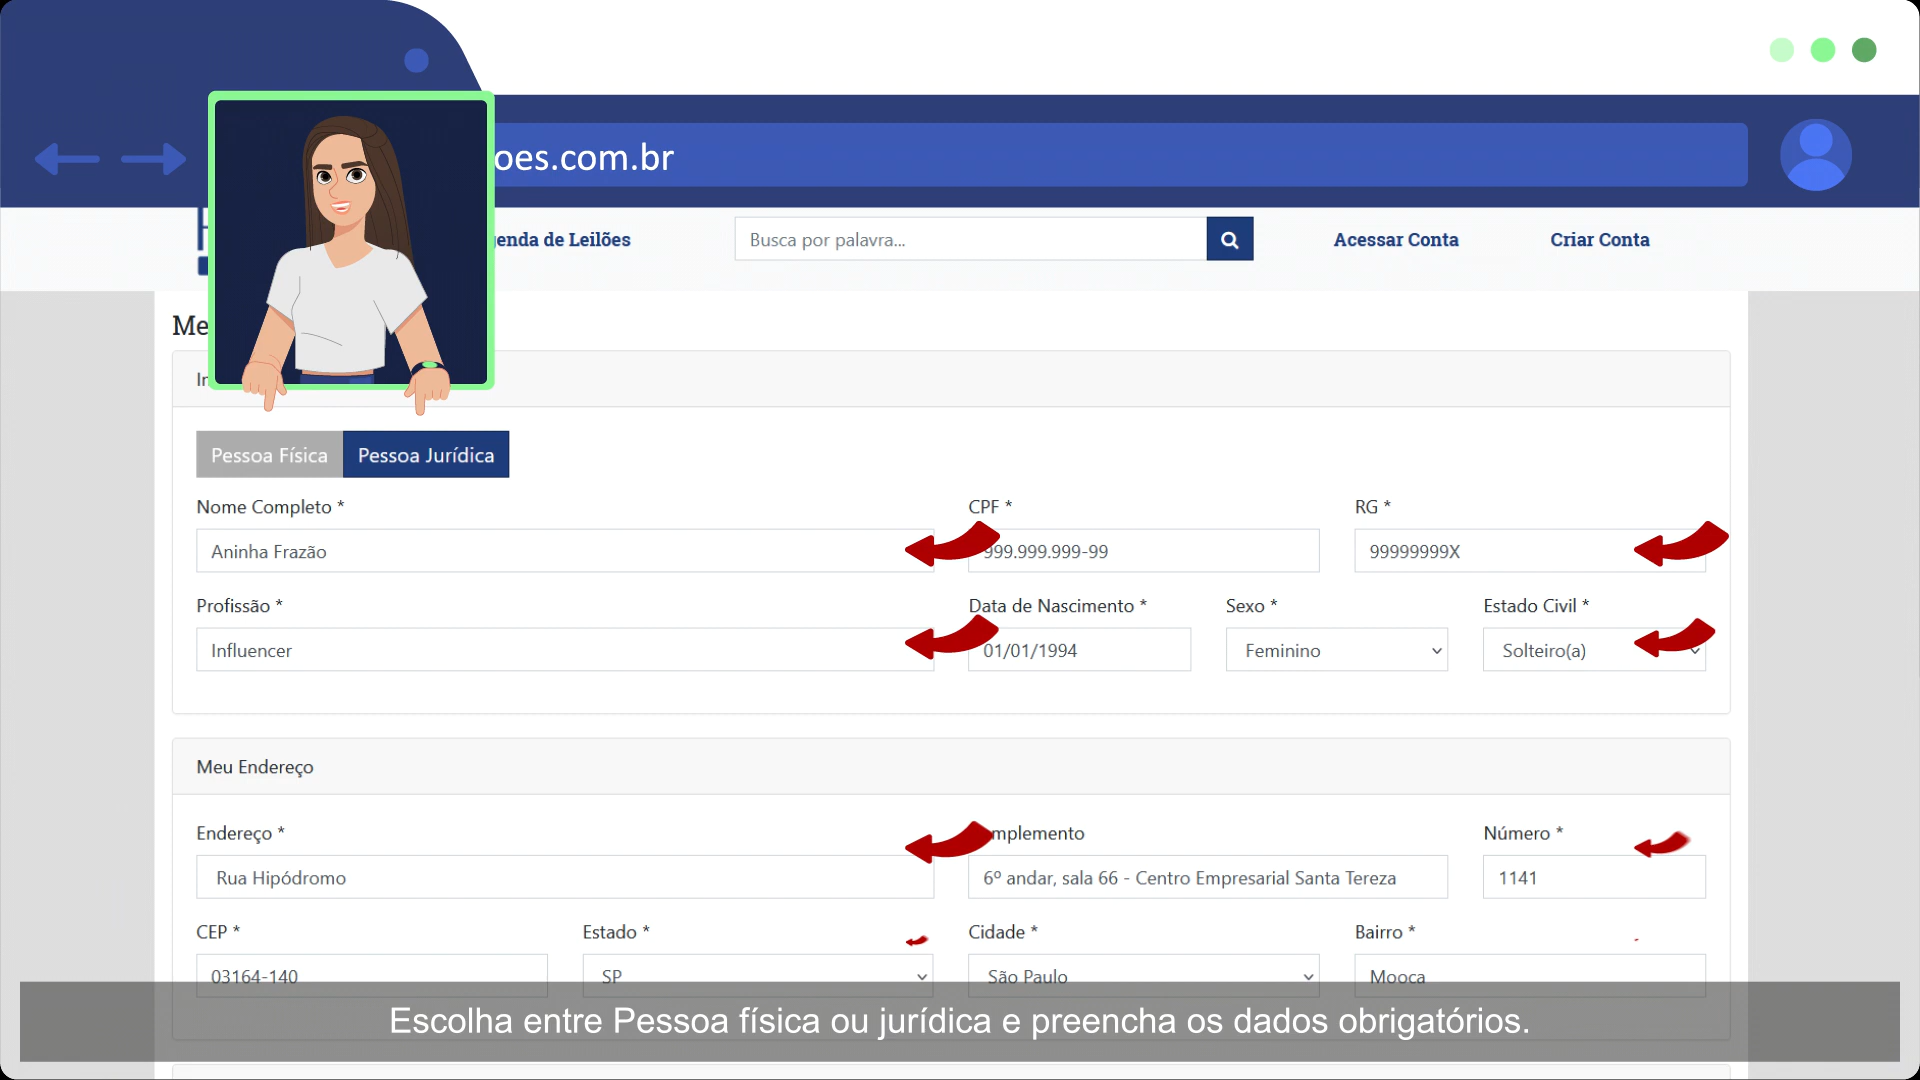 oes.com.br
genda de Leilões
Busca por palavra...
Acessar Conta
Criar Conta
Me
In
Pessoa Física
Pessoa Jurídica
Nome Completo *
CPF *
RG *
Aninha Frazão
999.999.999-99
99999999X
Profissão *
Data de Nascimento *
Sexo *
Estado Civil *
Influencer
01/01/1994
Feminino
Solteiro(a)
Meu Endereço
Endereço *
mplemento
Número *
Rua Hipódromo
6º andar, sala 66 - Centro Empresarial Santa Tereza
1141
CEP *
Estado *
Cidade *
Bairro *
03164-140
SP
São Paulo
Mooca
Escolha entre Pessoa física ou jurídica e preencha os dados obrigatórios.